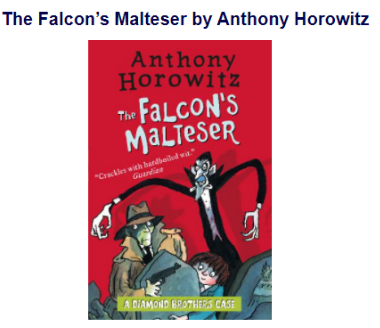 The Falcon’s Malteser by Anthony Horowitz
Anthony
Horowitz
The FALCON'S
MALTESER
"Crackles with hardboiled wit."
Guardian
A DIAMOND BROTHERS CASE